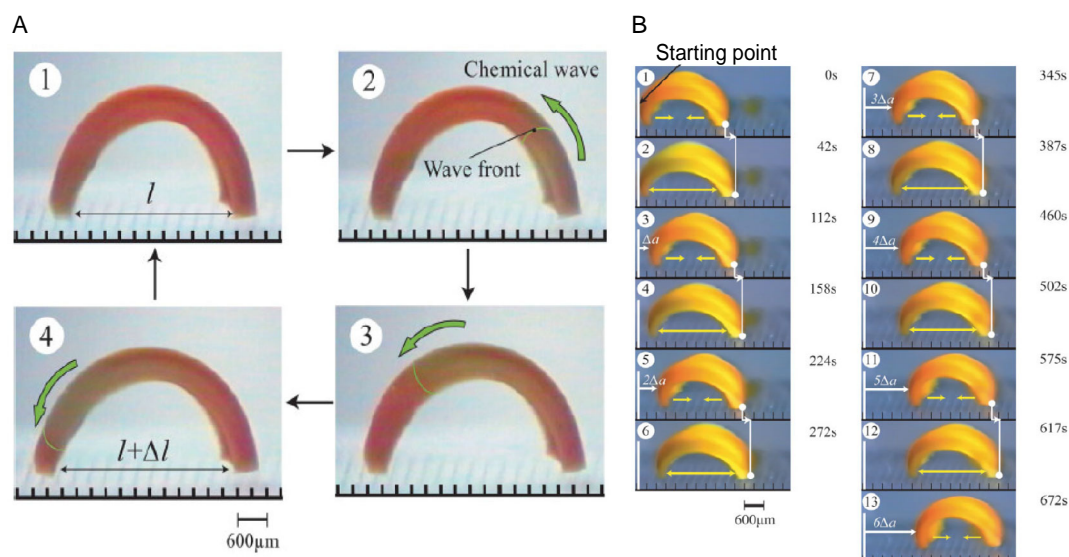 A
1
2
Chemical wave
Wave front
l
4
3
l+Δl
600μm
B
Starting point
1
0s
2
42s
3
Δa
112s
4
158s
5
2Δa
224s
6
272s
600μm
7
3Δa
345s
8
387s
9
4Δa
460s
10
502s
11
5Δa
575s
12
617s
13
6Δa
672s